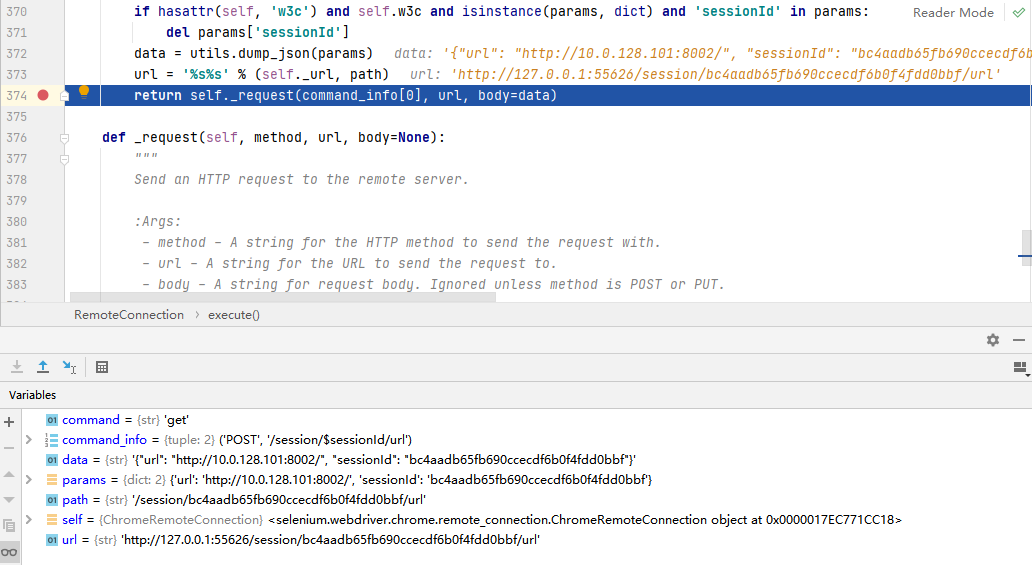 370 if hasattr(self, 'w3c') and self.w3c and isinstance(params, dict) and 'sessionId' in params: Reader Mode
371 del params['sessionId']
372 data = utils.dump_json(params) data: '{"url": "http://10.0.128.101:8002/", "sessionId": "bc4aadb65fb690ccecdf6b
373 url = '%s%s' % (self._url, path) url: 'http://127.0.0.1:55626/session/bc4aadb65fb690ccecdf6b0f4fdd0bbf/url'
374 return self._request(command_info[0], url, body=data)
375
376 def _request(self, method, url, body=None):
377 """
378 Send an HTTP request to the remote server.
379
380 :Args:
381 - method - A string for the HTTP method to send the request with.
382 - url - A string for the URL to send the request to.
383 - body - A string for request body. Ignored unless method is POST or PUT.
RemoteConnection › execute()
Variables
01 command = {str} 'get'
command_info = {tuple: 2} ('POST', '/session/$sessionId/url')
01 data = {str} '{"url": "http://10.0.128.101:8002/", "sessionId": "bc4aadb65fb690ccecdf6b0f4fdd0bbf"}'
params = {dict: 2} {'url': 'http://10.0.128.101:8002/', 'sessionId': 'bc4aadb65fb690ccecdf6b0f4fdd0bbf'}
01 path = {str} '/session/bc4aadb65fb690ccecdf6b0f4fdd0bbf/url'
self = {ChromeRemoteConnection} <selenium.webdriver.chrome.remote_connection.ChromeRemoteConnection object at 0x0000017EC771CC18>
01 url = {str} 'http://127.0.0.1:55626/session/bc4aadb65fb690ccecdf6b0f4fdd0bbf/url'